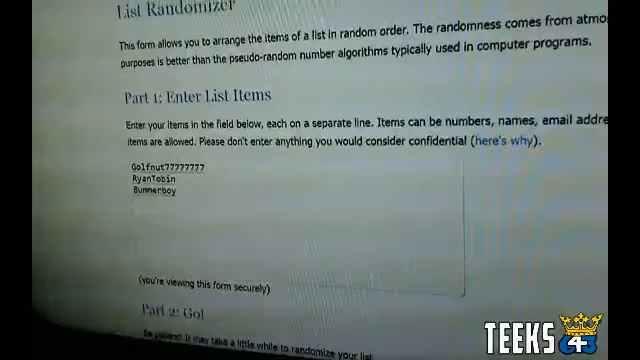 List Randomizer
This form allows you to arrange the items of a list in random order. The randomness comes from atmo
purposes is better than the pseudo-random number algorithms typically used in computer programs.
Part 1: Enter List Items
Enter your items in the field below, each on a separate line. Items can be numbers, names, email addre
items are allowed. Please don't enter anything you would consider confidential (here's why).
Golfnut77777777
RyanTobin
Bummerboy
(you're viewing this form securely)
Part 2: Go!
Be patient! It may take a little while to randomize your list
TEEKS 43